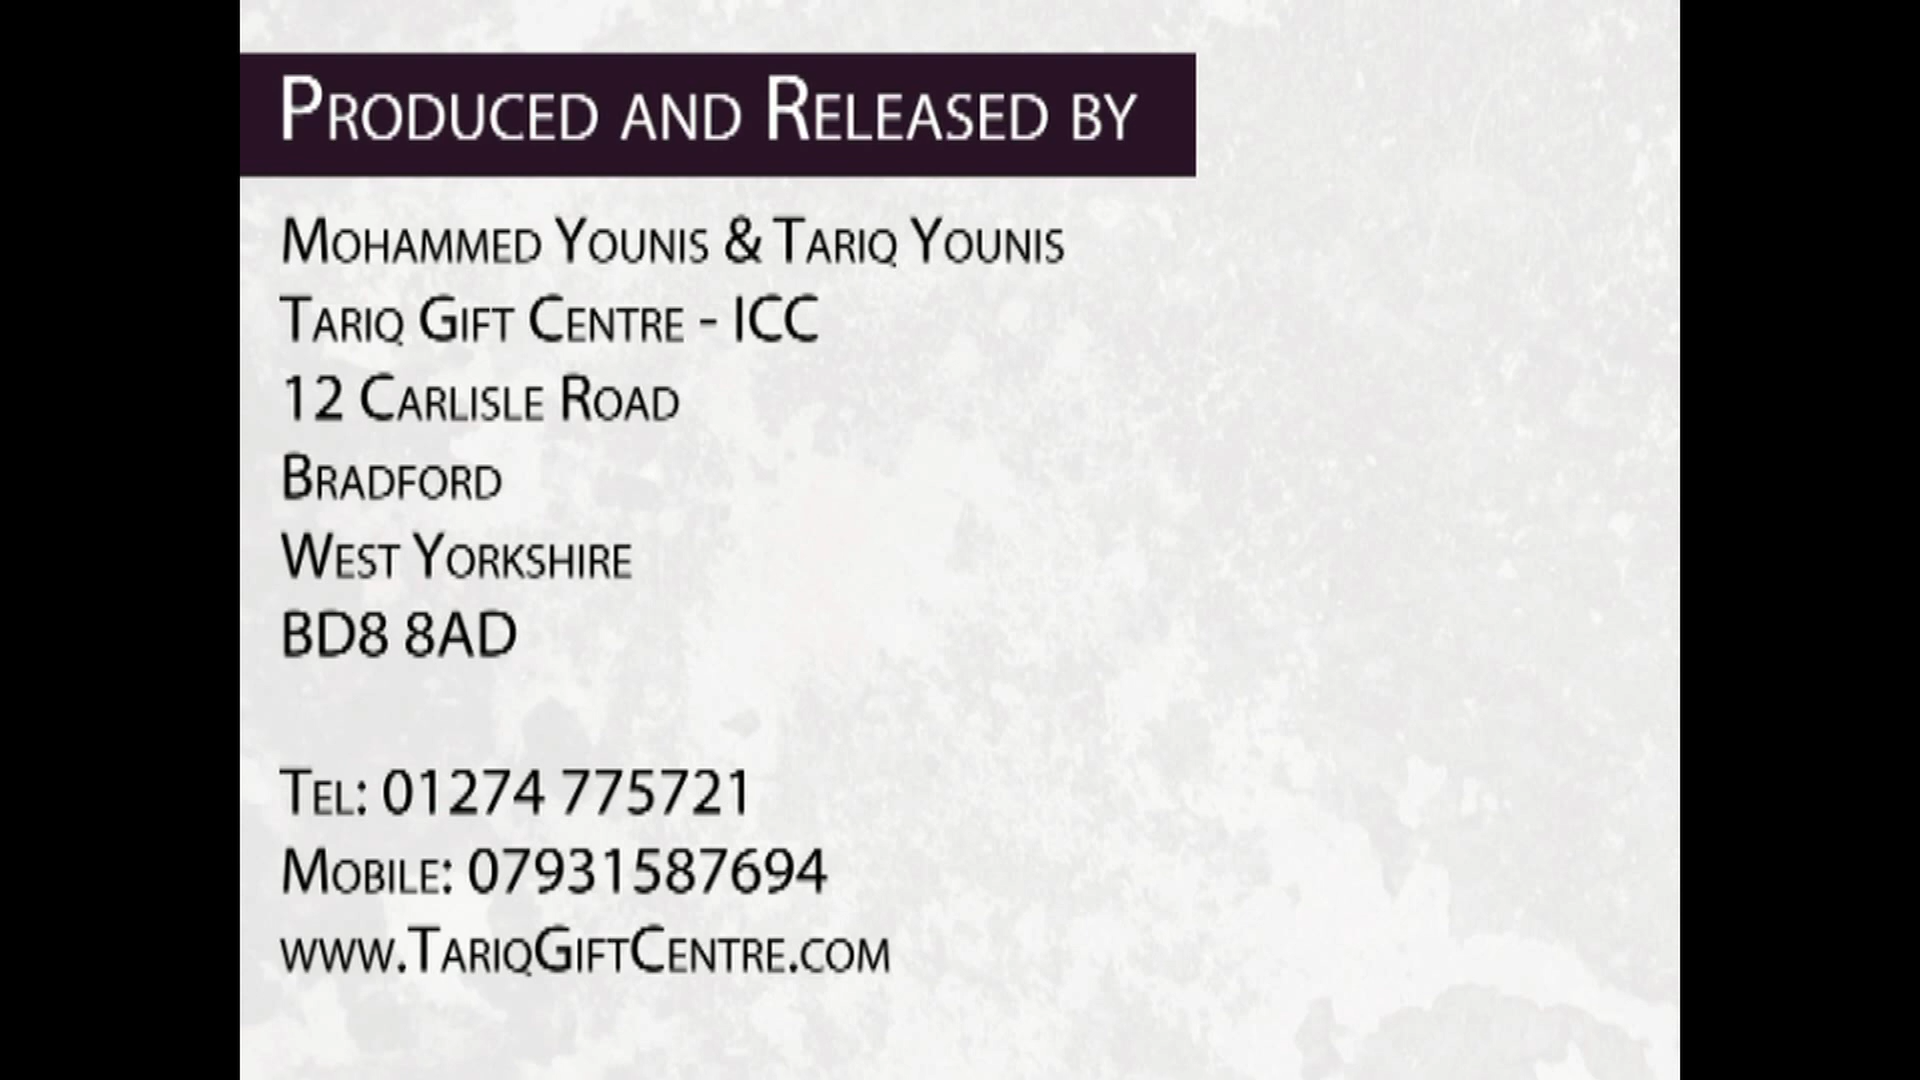 Produced and Released by
Mohammed Younis & Tariq Younis
Tariq Gift Centre - ICC
12 Carlisle Road
Bradford
West Yorkshire
BD8 8AD
Tel: 01274 775721
Mobile: 07931587694
www.TariqGiftCentre.com